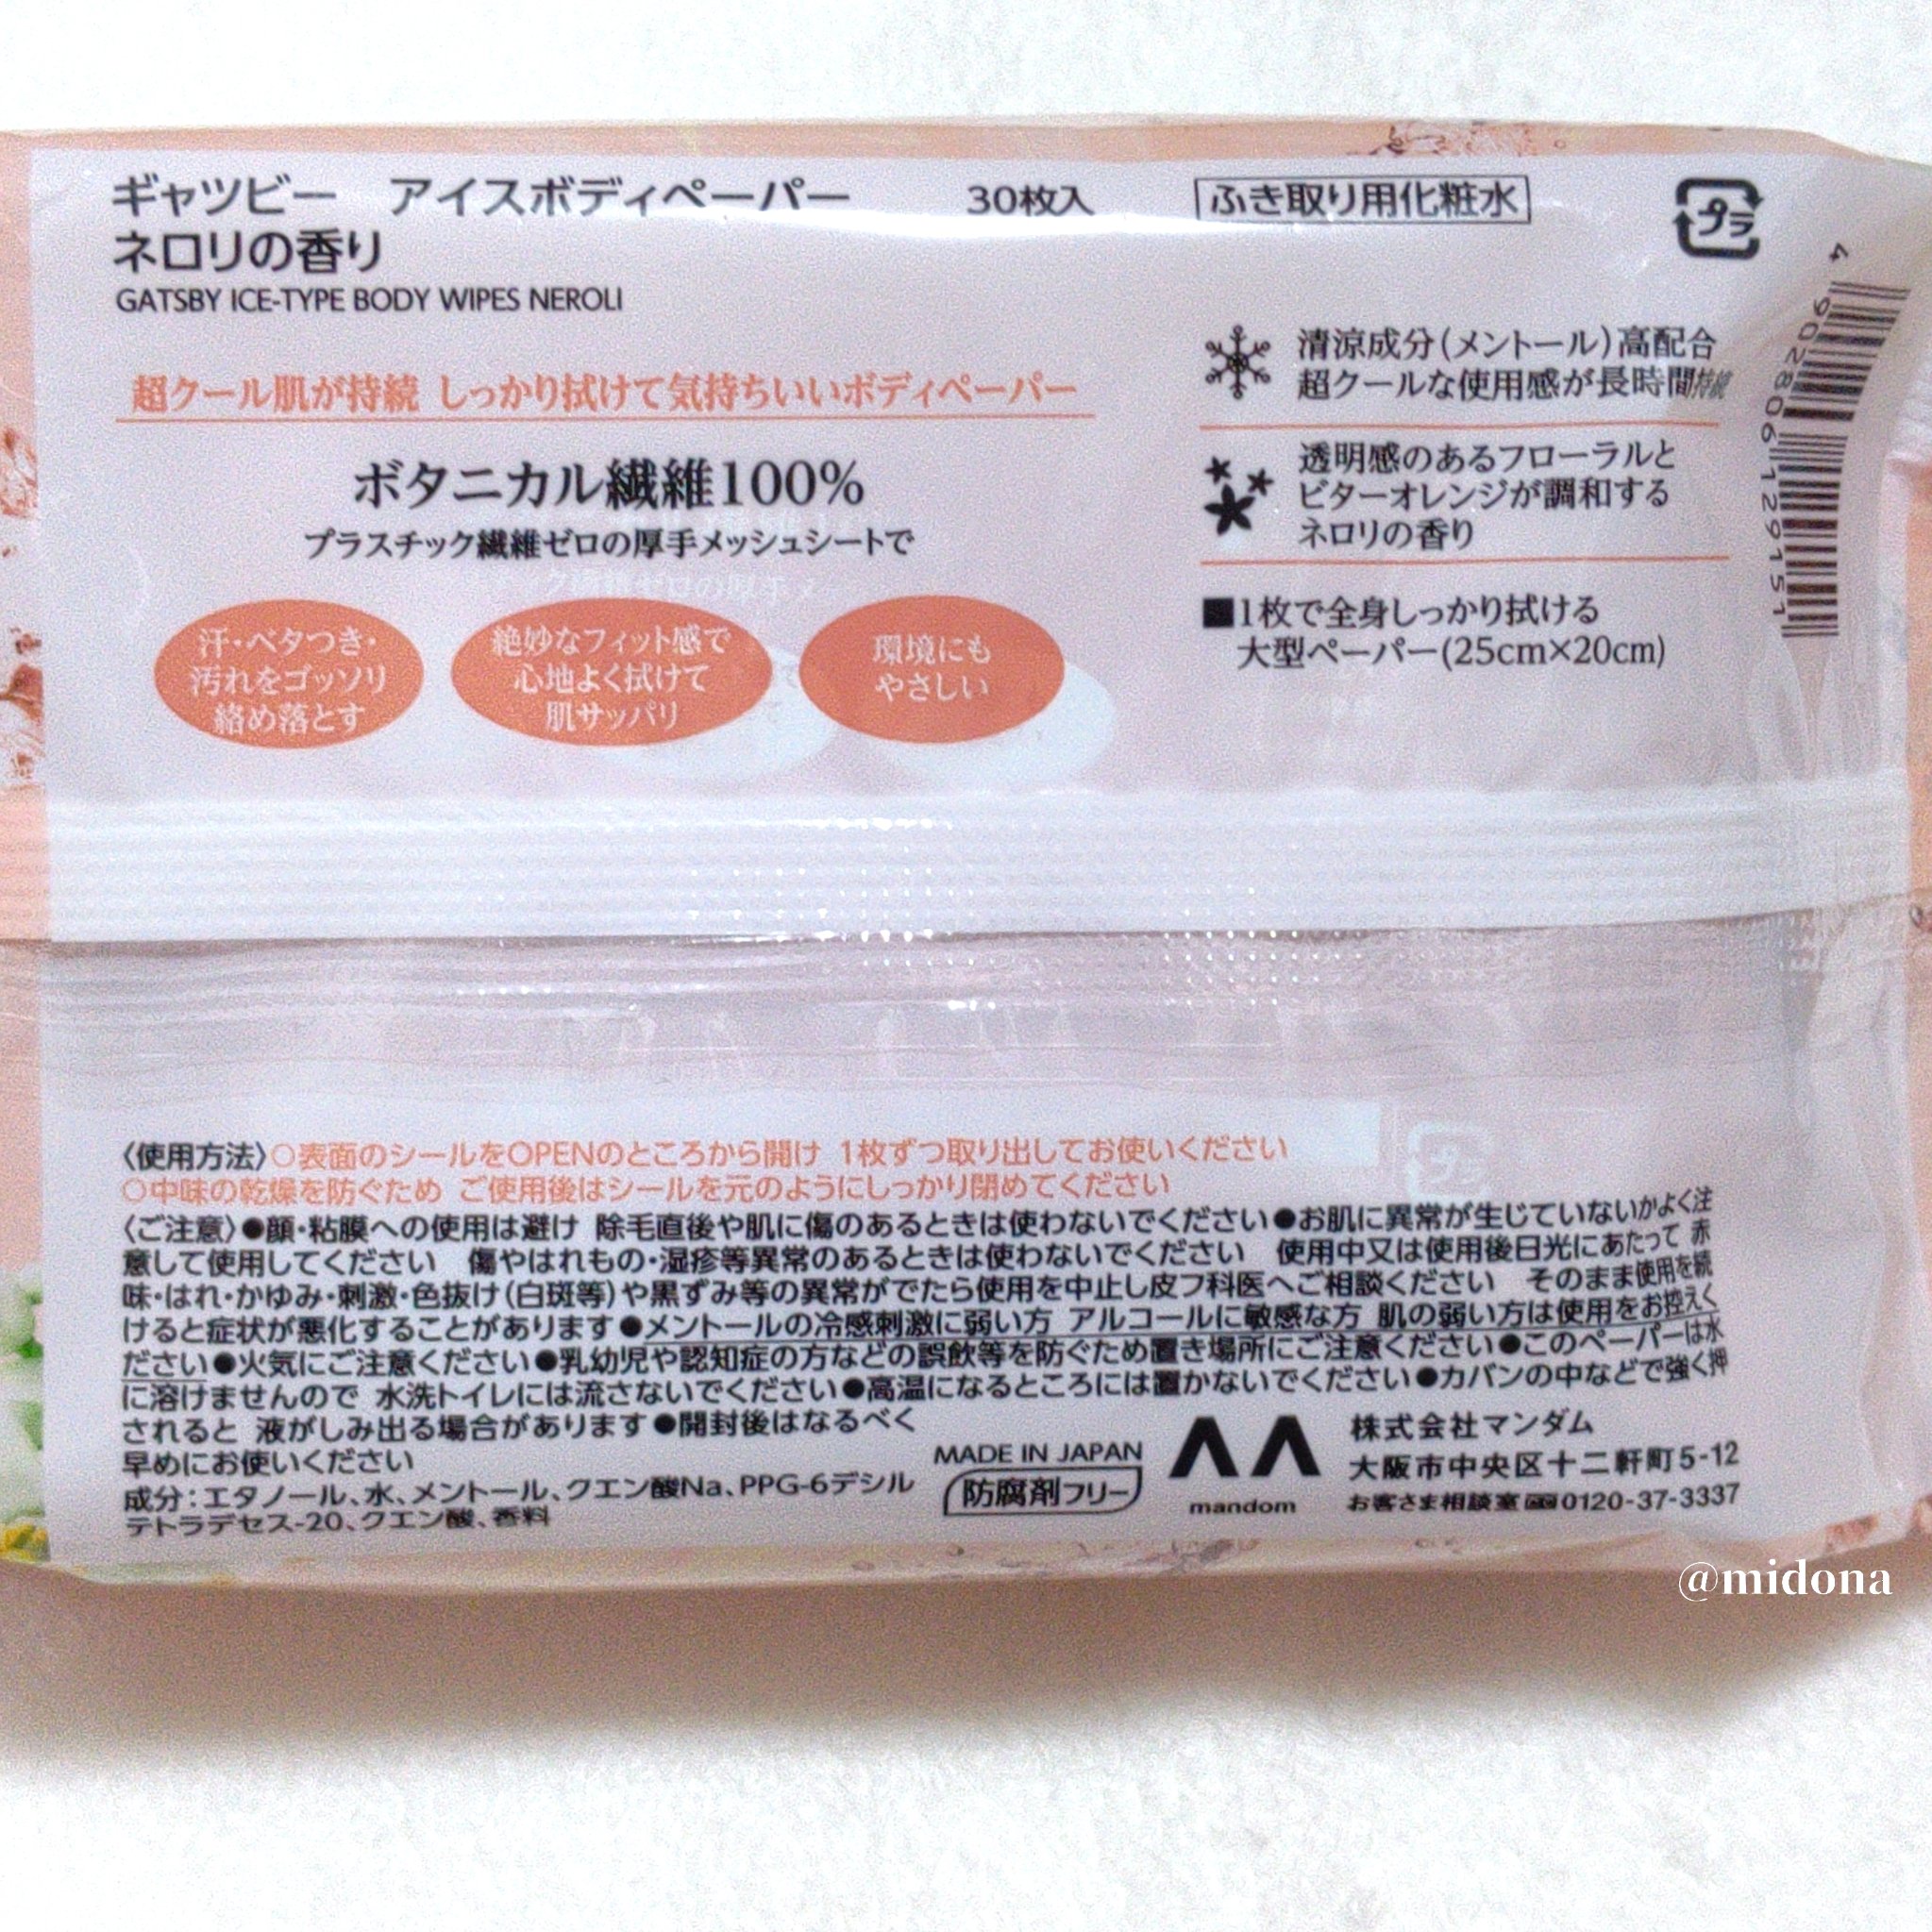 ギャツビー　アイスボディペーパー　30枚入　ふき取り用化粧水
ネロリの香り
GATSBY ICE-TYPE BODY WIPES NEROLI
プラ
超クール肌が持続 しっかり拭けて気持ちいいボディペーパー
ボタニカル繊維100%
プラスチック繊維ゼロの厚手メッシュシートで
汗・ベタつき・
汚れをゴッソリ
絡め落とす
絶妙なフィット感で
心地よく拭けて
肌サッパリ
環境にも
やさしい
清涼成分(メントール)高配合
超クールな使用感が長時間持続
透明感のあるフローラルと
ビターオレンジが調和する
ネロリの香り
■1枚で全身しっかり拭ける
大型ペーパー(25cm×20cm)
4 902806 129151
〈使用方法〉○表面のシールをOPENのところから開け 1枚ずつ取り出してお使いください
○中味の乾燥を防ぐため ご使用後はシールを元のようにしっかり閉めてください
〈ご注意〉●顔・粘膜への使用は避け 除毛直後や肌に傷のあるときは使わないでください●お肌に異常が生じていないかよく注
意して使用してください　傷やはれもの・湿疹等異常のあるときは使わないでください　使用中又は使用後日光にあたって 赤
味・はれ・かゆみ・刺激・色抜け(白斑等)や黒ずみ等の異常がでたら使用を中止し皮フ科医へご相談ください　そのまま使用を続
けると症状が悪化することがあります●メントールの冷感刺激に弱い方 アルコールに敏感な方 肌の弱い方は使用をお控えく
ださい●火気にご注意ください●乳幼児や認知症の方などの誤飲等を防ぐため置き場所にご注意ください●このペーパーは水
に溶けませんので 水洗トイレには流さないでください●高温になるところには置かないでください●カバンの中などで強く押
されると 液がしみ出る場合があります●開封後はなるべく
早めにお使いください
成分：エタノール、水、メントール、クエン酸Na、PPG-6デシル
テトラデセス-20、クエン酸、香料
MADE IN JAPAN
防腐剤フリー
mandom
株式会社マンダム
大阪市中央区十二軒町5-12
お客さま相談室 0120-37-3337
@midona